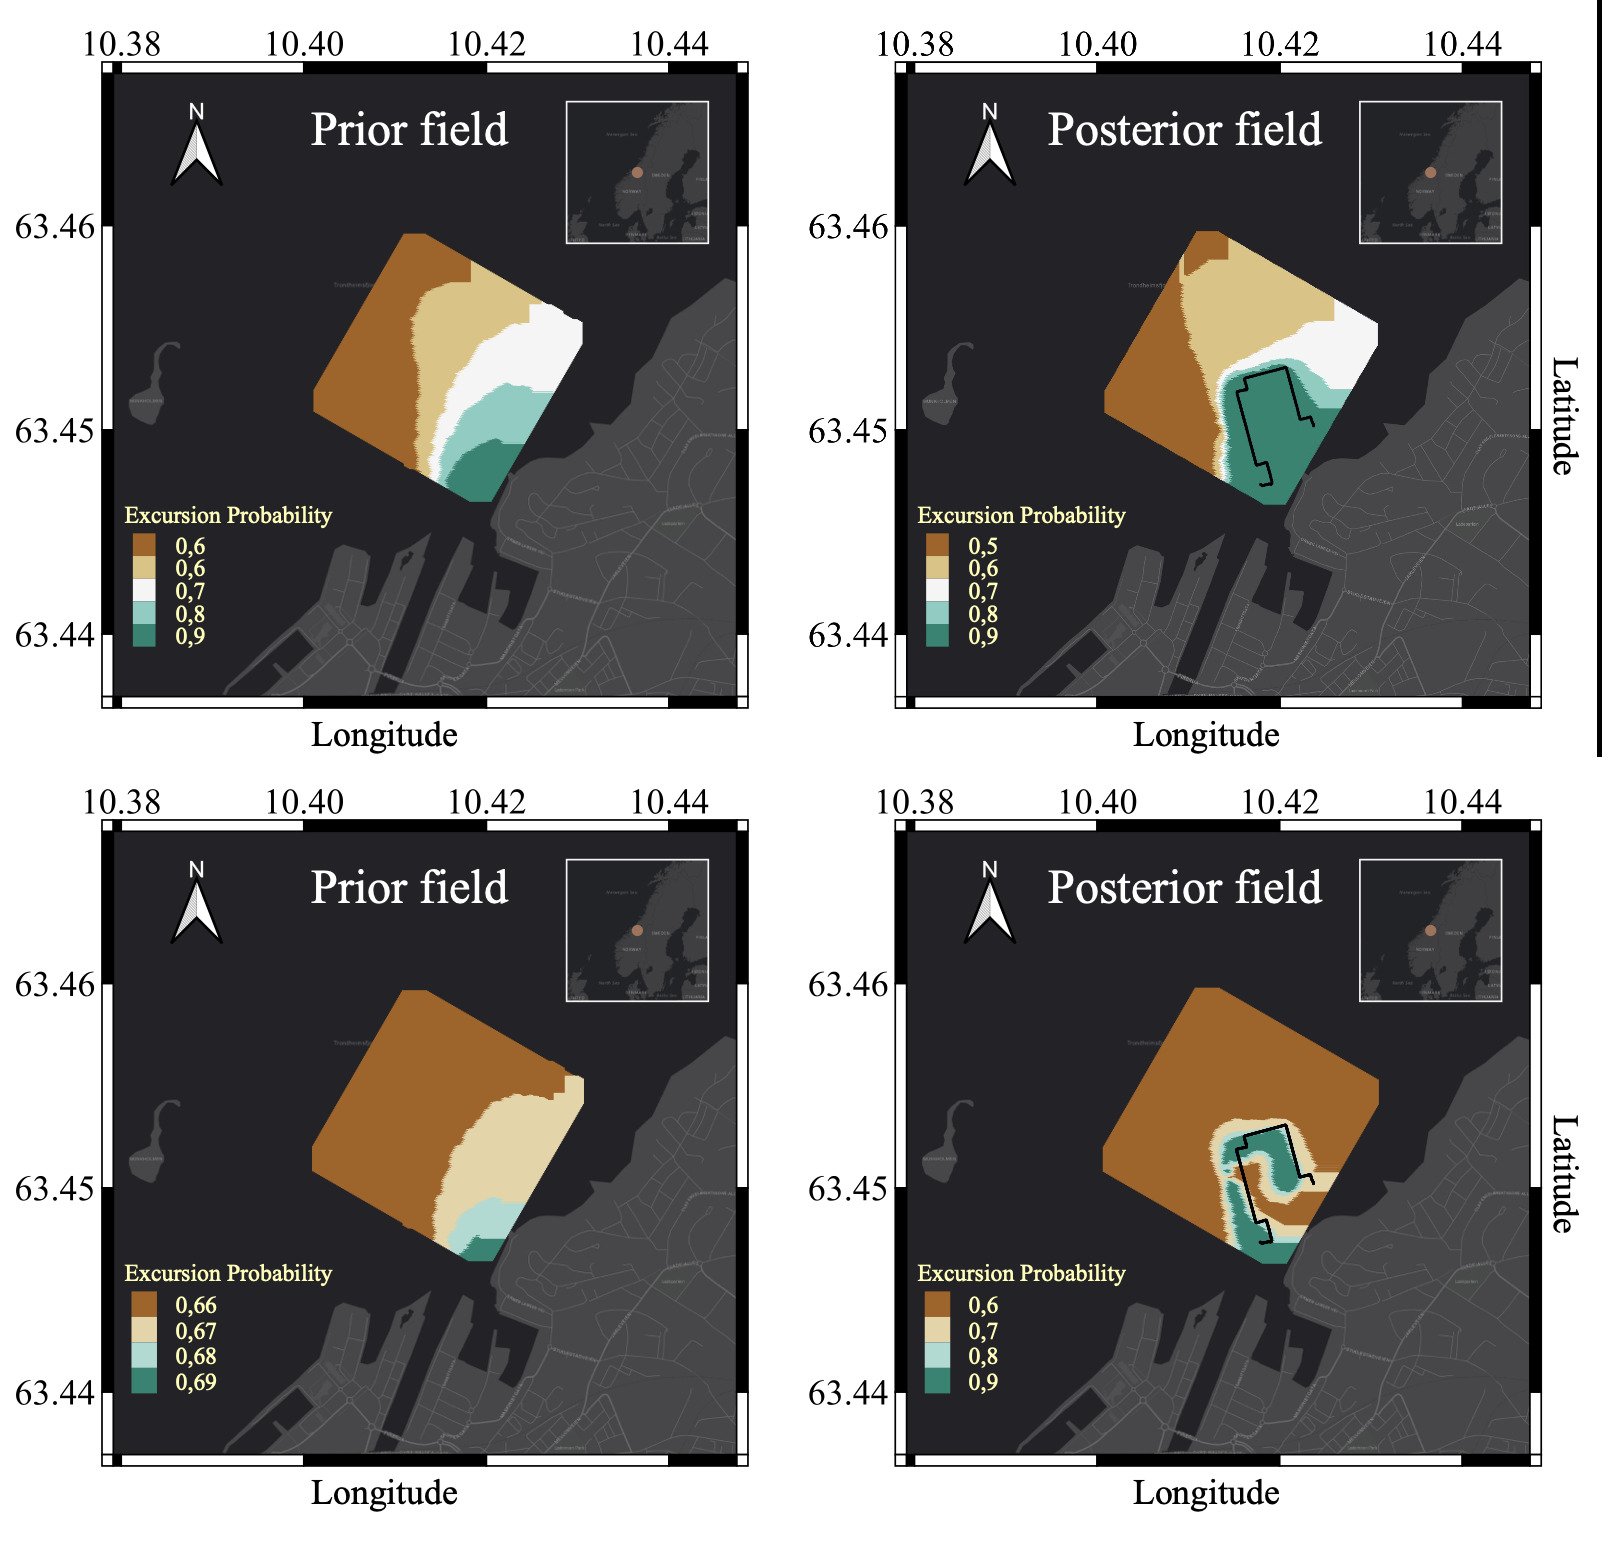 10.38 10.40 10.42 10.44
Prior field
N
63.46
63.45
63.44
Excursion Probability
0,6
0,6
0,7
0,8
0,9
Longitude
10.38 10.40 10.42 10.44
Posterior field
N
63.46
63.45
63.44
Excursion Probability
0,5
0,6
0,7
0,8
0,9
Longitude
Latitude
10.38 10.40 10.42 10.44
Prior field
N
63.46
63.45
63.44
Excursion Probability
0,66
0,67
0,68
0,69
Longitude
10.38 10.40 10.42 10.44
Posterior field
N
63.46
63.45
63.44
Excursion Probability
0,6
0,7
0,8
0,9
Longitude
Latitude